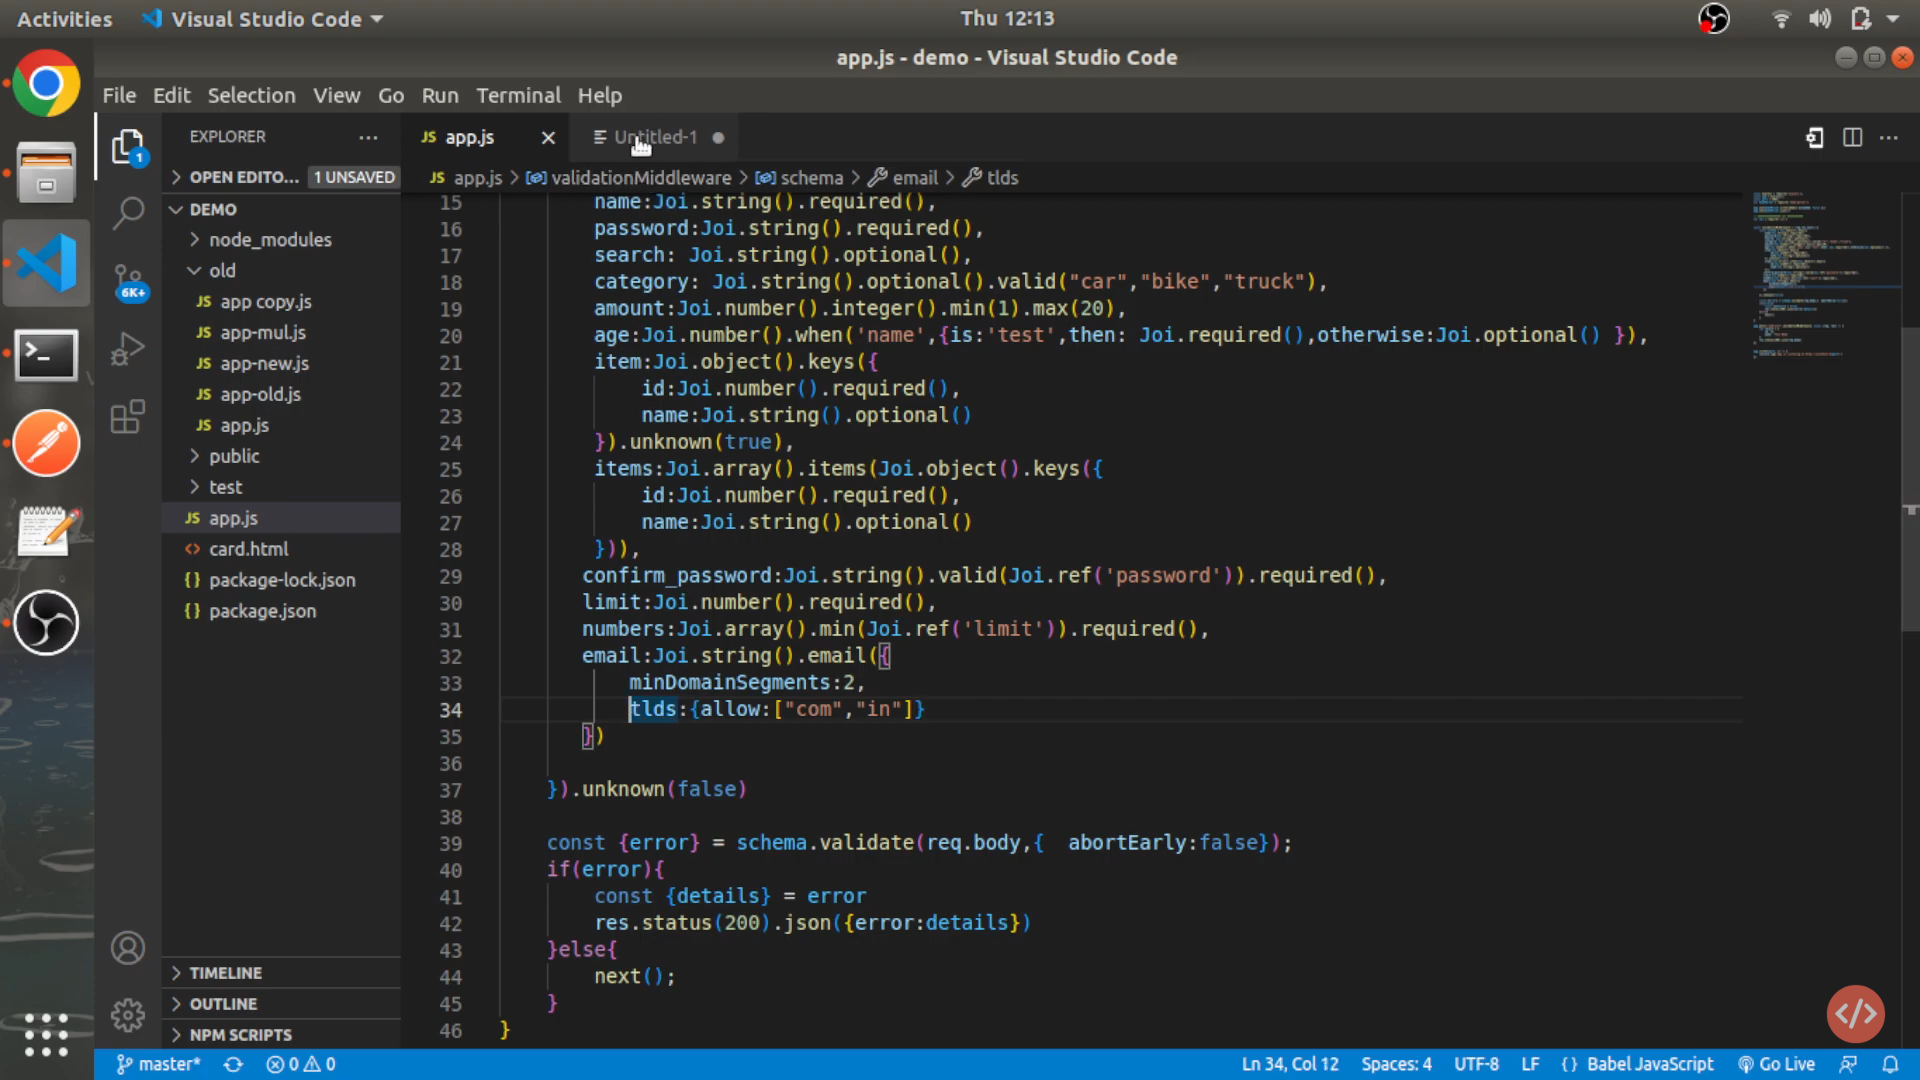 Activities
Visual Studio Code
Thu 12:13
app.js - demo - Visual Studio Code
File Edit Selection View Go Run Terminal Help
EXPLORER
JS app.js
Untitled-1
1
OPEN EDITO...
1 UNSAVED
JS app.js > validationMiddleware > schema > email > tlds
DEMO
node_modules
old
JS app copy.js
JS app-mul.js
JS app-new.js
JS app-old.js
JS app.js
public
test
JS app.js
<> card.html
{} package-lock.json
{} package.json
6K+
TIMELINE
OUTLINE
NPM SCRIPTS
15 name:Joi.string().required(),
16 password:Joi.string().required(),
17 search: Joi.string().optional(),
18 category: Joi.string().optional().valid("car","bike","truck"),
19 amount:Joi.number().integer().min(1).max(20),
20 age:Joi.number().when('name',{is:'test',then: Joi.required(),otherwise:Joi.optional() }),
21 item:Joi.object().keys({
22 id:Joi.number().required(),
23 name:Joi.string().optional()
24 }).unknown(true),
25 items:Joi.array().items(Joi.object().keys({
26 id:Joi.number().required(),
27 name:Joi.string().optional()
28 })),
29 confirm_password:Joi.string().valid(Joi.ref('password')).required(),
30 limit:Joi.number().required(),
31 numbers:Joi.array().min(Joi.ref('limit')).required(),
32 email:Joi.string().email({
33 minDomainSegments:2,
34 tlds:{allow:["com","in"]}
35 })
36
37 }).unknown(false)
38
39 const {error} = schema.validate(req.body,{  abortEarly:false});
40 if(error){
41 const {details} = error
42 res.status(200).json({error:details})
43 }else{
44 next();
45 }
46 }
</>
master*
0
0
Ln 34, Col 12
Spaces: 4
UTF-8
LF
{} Babel JavaScript
Go Live